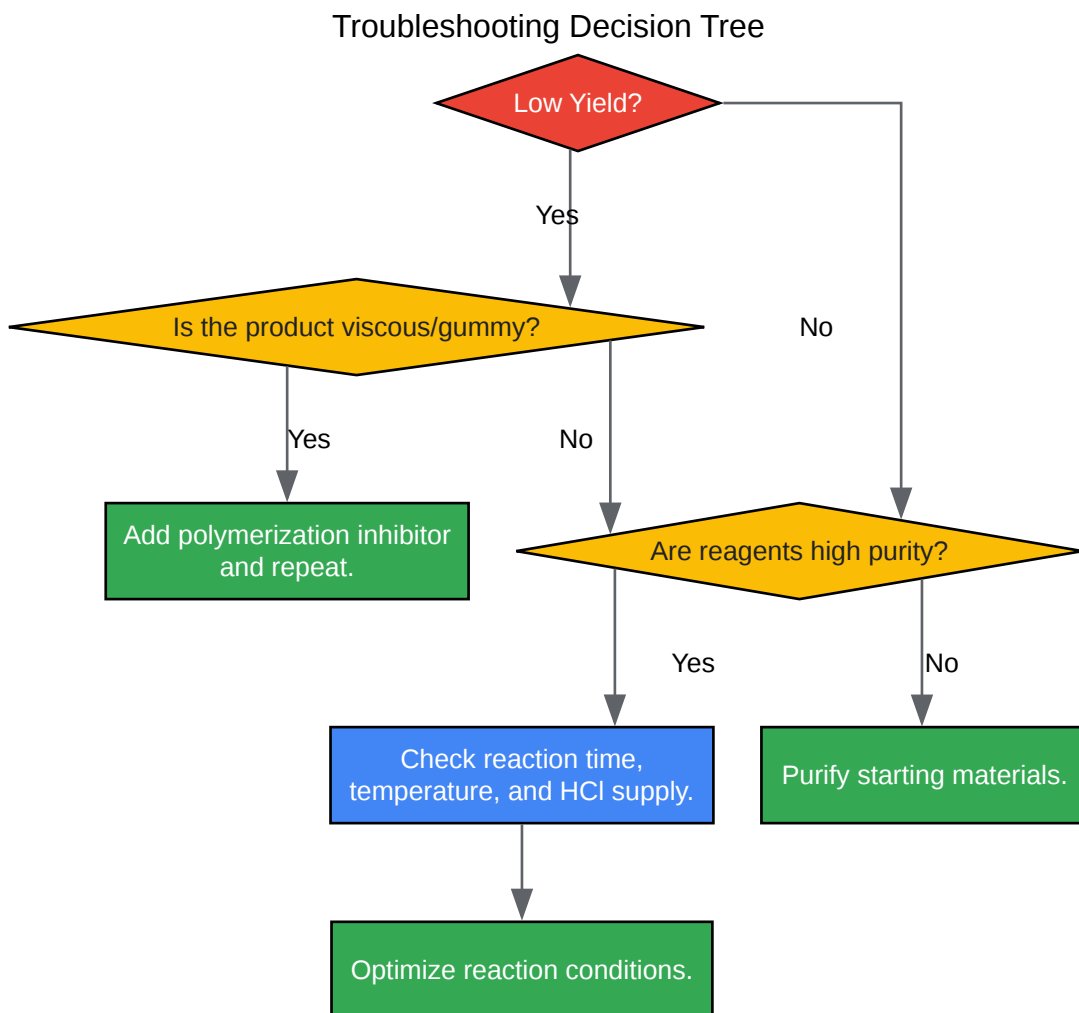 Troubleshooting Decision Tree
Low Yield?
Yes
Is the product viscous/gummy?
No
Yes
No
Add polymerization inhibitor
and repeat.
Are reagents high purity?
Yes
No
Check reaction time,
temperature, and HCl supply.
Purify starting materials.
Optimize reaction conditions.